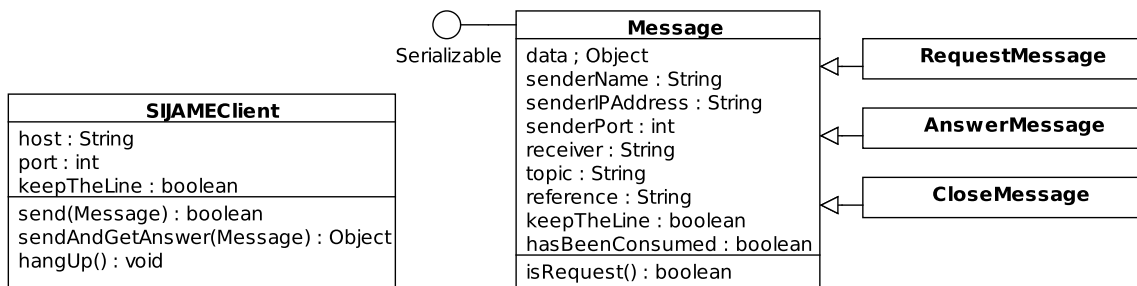 Serializable
SIJAMEClient
host : String
port : int
keepTheLine : boolean
send(Message) : boolean
sendAndGetAnswer(Message) : Object
hangUp() : void
Message
data ; Object
senderName : String
senderIPAddress : String
senderPort : int
receiver : String
topic : String
reference : String
keepTheLine : boolean
hasBeenConsumed : boolean
isRequest() : boolean
RequestMessage
AnswerMessage
CloseMessage